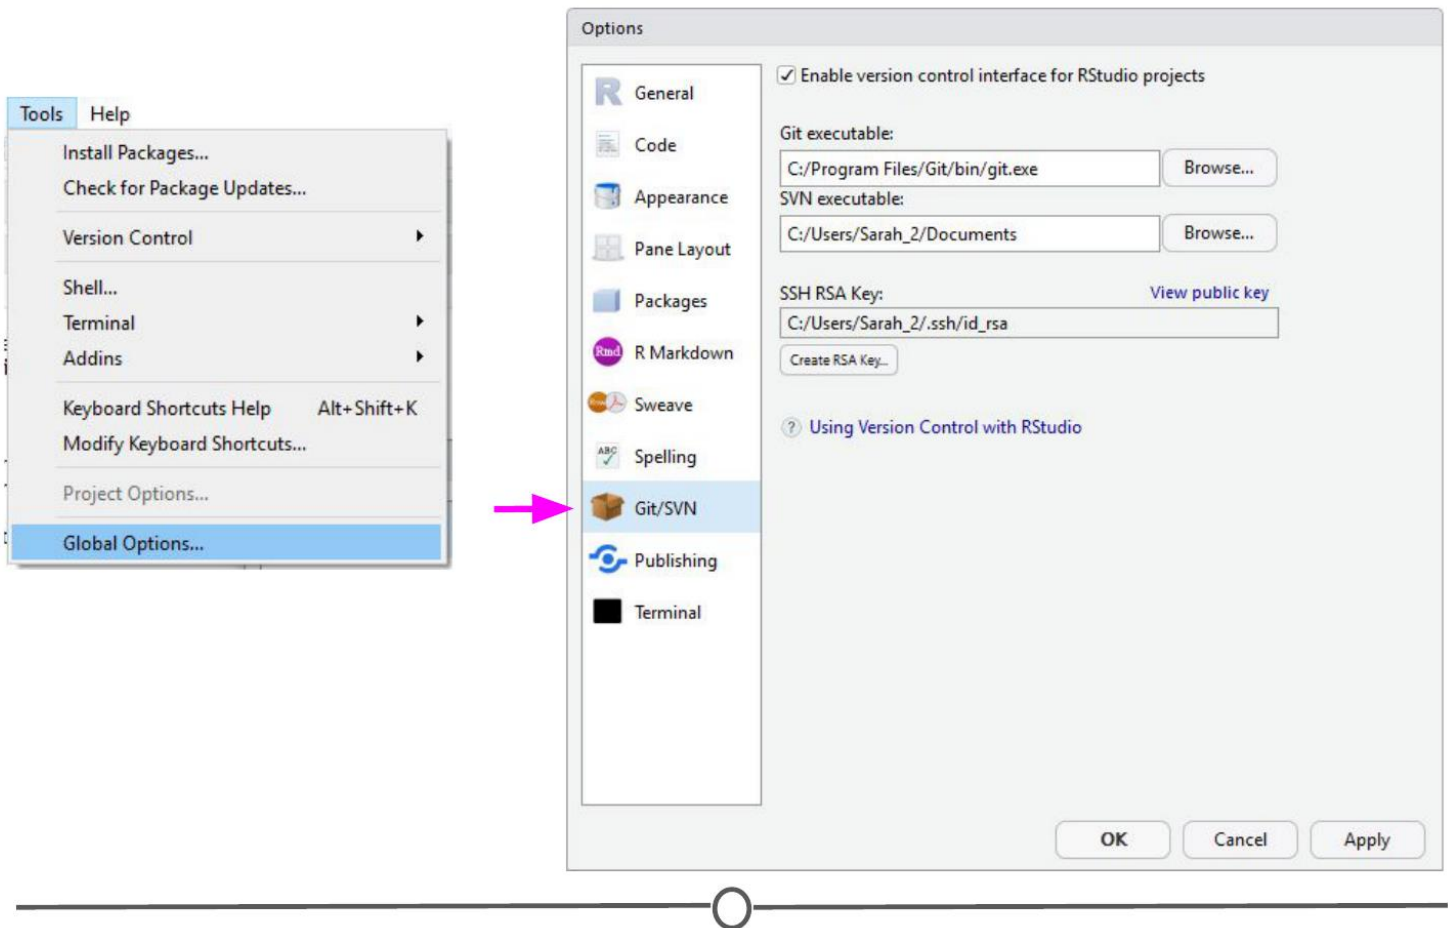 Tools Help
Install Packages...
Check for Package Updates...
Version Control
Shell...
Terminal
Addins
Keyboard Shortcuts Help Alt+Shift+K
Modify Keyboard Shortcuts...
Project Options...
Global Options...
Options
General
Code
Appearance
Pane Layout
Packages
Rmd R Markdown
Sweave
ABC Spelling
Git/SVN
Publishing
Terminal
Enable version control interface for RStudio projects
Git executable:
C:/Program Files/Git/bin/git.exe Browse...
SVN executable:
C:/Users/Sarah_2/Documents Browse...
SSH RSA Key: View public key
C:/Users/Sarah_2/.ssh/id_rsa
Create RSA Key...
? Using Version Control with RStudio
OK Cancel Apply